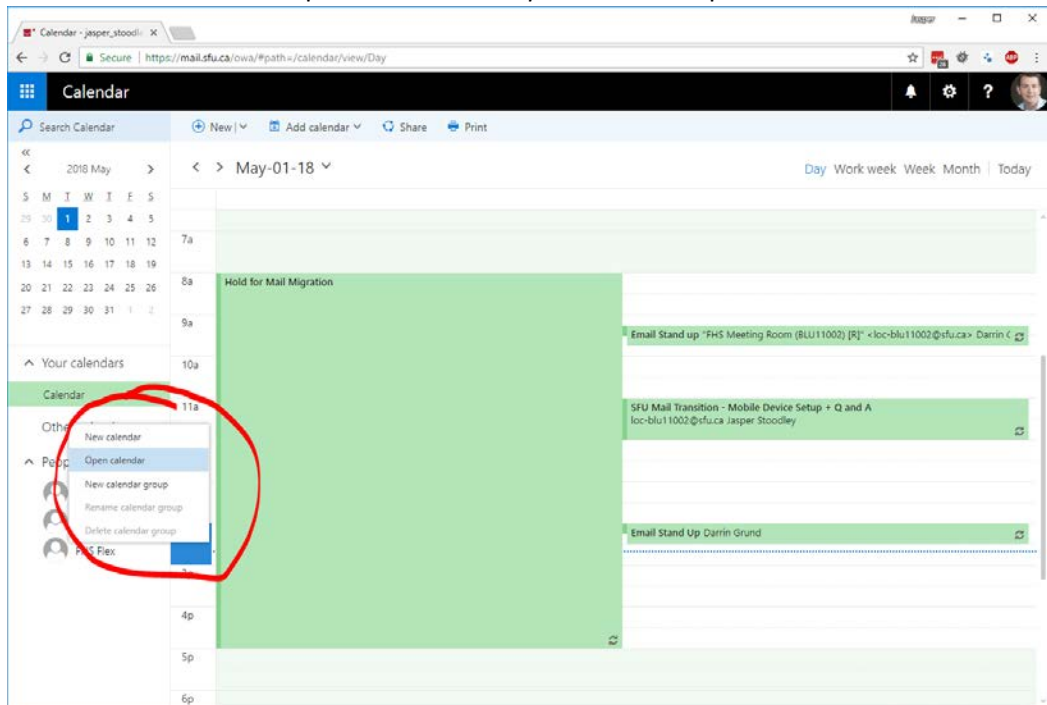 Calendar - jasper_stoodl
Secure https://mail.sfu.ca/owa/#path=/calendar/view/Day
Calendar
?
Search Calendar New Add calendar Share Print
2018 May
May-01-18
Day Work week Week Month Today
S M T W T F S
29 30 1 2 3 4 5
6 7 8 9 10 11 12
13 14 15 16 17 18 19
20 21 22 23 24 25 26
27 28 29 30 31 1 2
Your calendars
Calendar
New calendar
Open calendar
New calendar group
Rename calendar group
Delete calendar group
Flex
7a
8a
9a
10a
11a
4p
5p
6p
Hold for Mail Migration
Email Stand up "FHS Meeting Room (BLU11002) [R]" <loc-blu11002@sfu.ca> Darrin
SFU Mail Transition - Mobile Device Setup + Q and A
loc-blu11002@sfu.ca Jasper Stoodley
Email Stand Up Darrin Grund